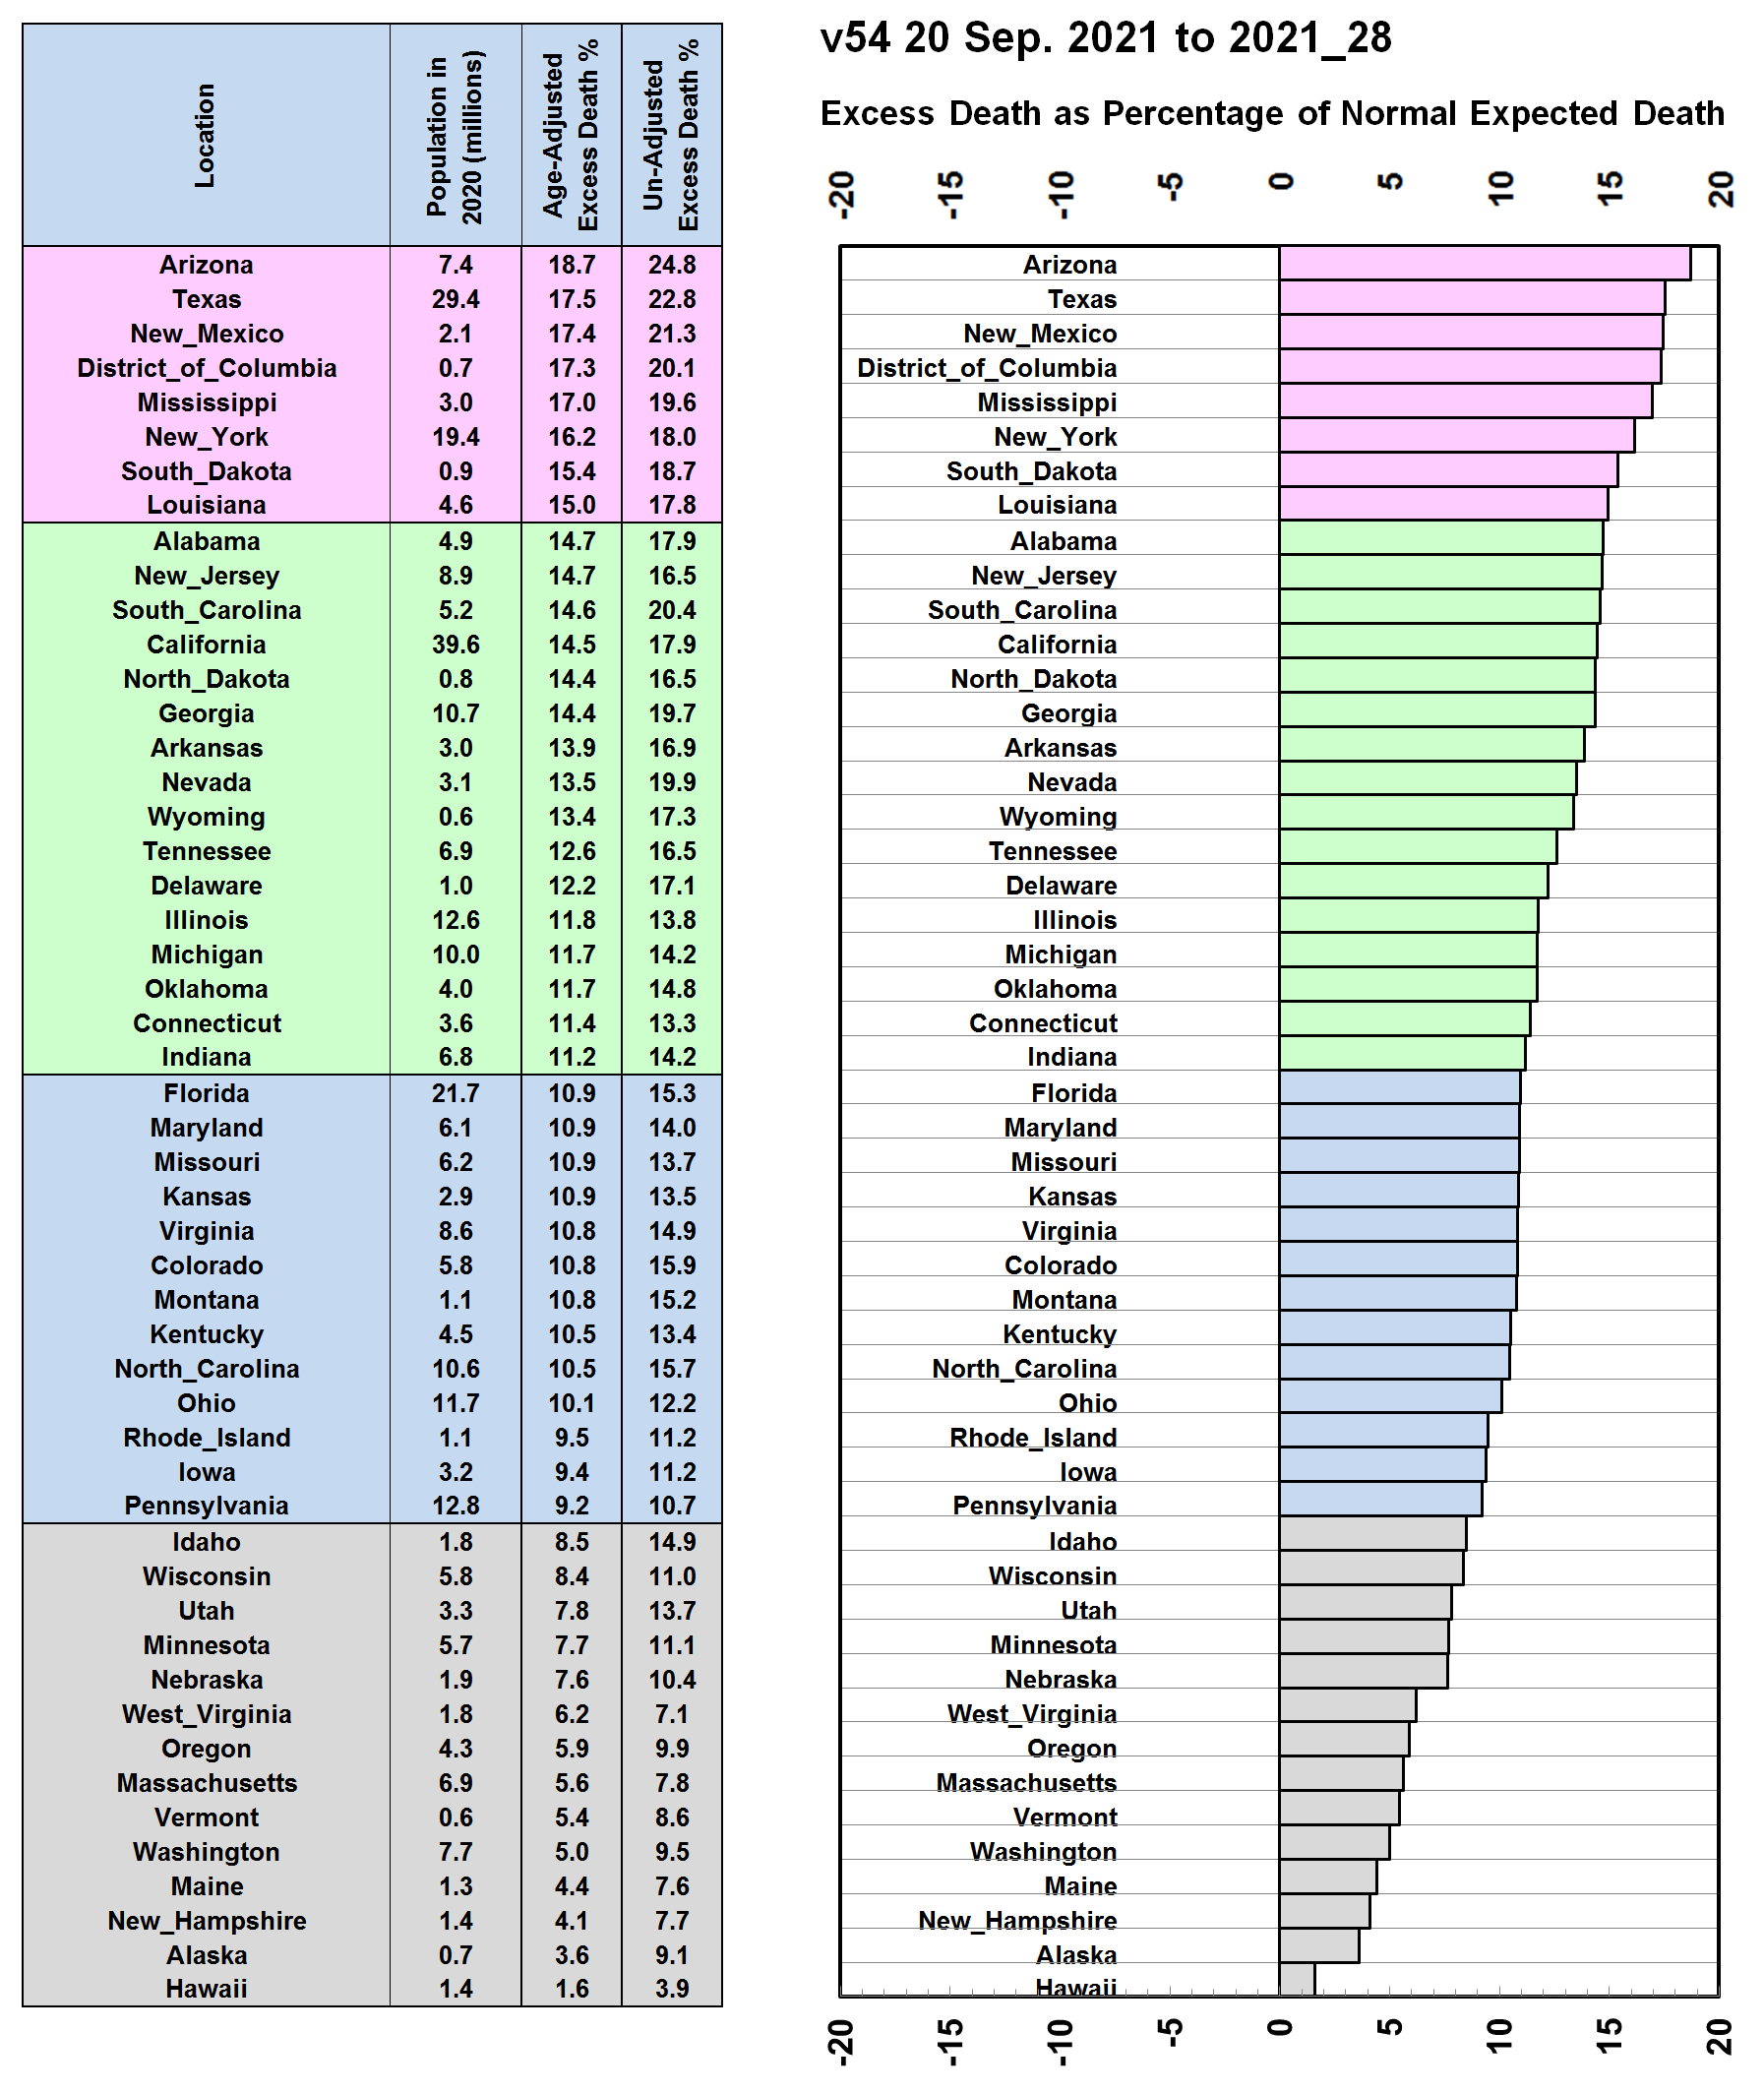 Location
Population in
2020 (millions)
Age-Adjusted
Excess Death %
Un-Adjusted
Excess Death %
Arizona 7.4 18.7 24.8
Texas 29.4 17.5 22.8
New_Mexico 2.1 17.4 21.3
District_of_Columbia 0.7 17.3 20.1
Mississippi 3.0 17.0 19.6
New_York 19.4 16.2 18.0
South_Dakota 0.9 15.4 18.7
Louisiana 4.6 15.0 17.8
Alabama 4.9 14.7 17.9
New_Jersey 8.9 14.7 16.5
South_Carolina 5.2 14.6 20.4
California 39.6 14.5 17.9
North_Dakota 0.8 14.4 16.5
Georgia 10.7 14.4 19.7
Arkansas 3.0 13.9 16.9
Nevada 3.1 13.5 19.9
Wyoming 0.6 13.4 17.3
Tennessee 6.9 12.6 16.5
Delaware 1.0 12.2 17.1
Illinois 12.6 11.8 13.8
Michigan 10.0 11.7 14.2
Oklahoma 4.0 11.7 14.8
Connecticut 3.6 11.4 13.3
Indiana 6.8 11.2 14.2
Florida 21.7 10.9 15.3
Maryland 6.1 10.9 14.0
Missouri 6.2 10.9 13.7
Kansas 2.9 10.9 13.5
Virginia 8.6 10.8 14.9
Colorado 5.8 10.8 15.9
Montana 1.1 10.8 15.2
Kentucky 4.5 10.5 13.4
North_Carolina 10.6 10.5 15.7
Ohio 11.7 10.1 12.2
Rhode_Island 1.1 9.5 11.2
Iowa 3.2 9.4 11.2
Pennsylvania 12.8 9.2 10.7
Idaho 1.8 8.5 14.9
Wisconsin 5.8 8.4 11.0
Utah 3.3 7.8 13.7
Minnesota 5.7 7.7 11.1
Nebraska 1.9 7.6 10.4
West_Virginia 1.8 6.2 7.1
Oregon 4.3 5.9 9.9
Massachusetts 6.9 5.6 7.8
Vermont 0.6 5.4 8.6
Washington 7.7 5.0 9.5
Maine 1.3 4.4 7.6
New_Hampshire 1.4 4.1 7.7
Alaska 0.7 3.6 9.1
Hawaii 1.4 1.6 3.9
v54 20 Sep. 2021 to 2021_28
Excess Death as Percentage of Normal Expected Death
-20 -15 -10 -5 0 5 10 15 20
Arizona
Texas
New_Mexico
District_of_Columbia
Mississippi
New_York
South_Dakota
Louisiana
Alabama
New_Jersey
South_Carolina
California
North_Dakota
Georgia
Arkansas
Nevada
Wyoming
Tennessee
Delaware
Illinois
Michigan
Oklahoma
Connecticut
Indiana
Florida
Maryland
Missouri
Kansas
Virginia
Colorado
Montana
Kentucky
North_Carolina
Ohio
Rhode_Island
Iowa
Pennsylvania
Idaho
Wisconsin
Utah
Minnesota
Nebraska
West_Virginia
Oregon
Massachusetts
Vermont
Washington
Maine
New_Hampshire
Alaska
Hawaii
-20 -15 -10 -5 0 5 10 15 20